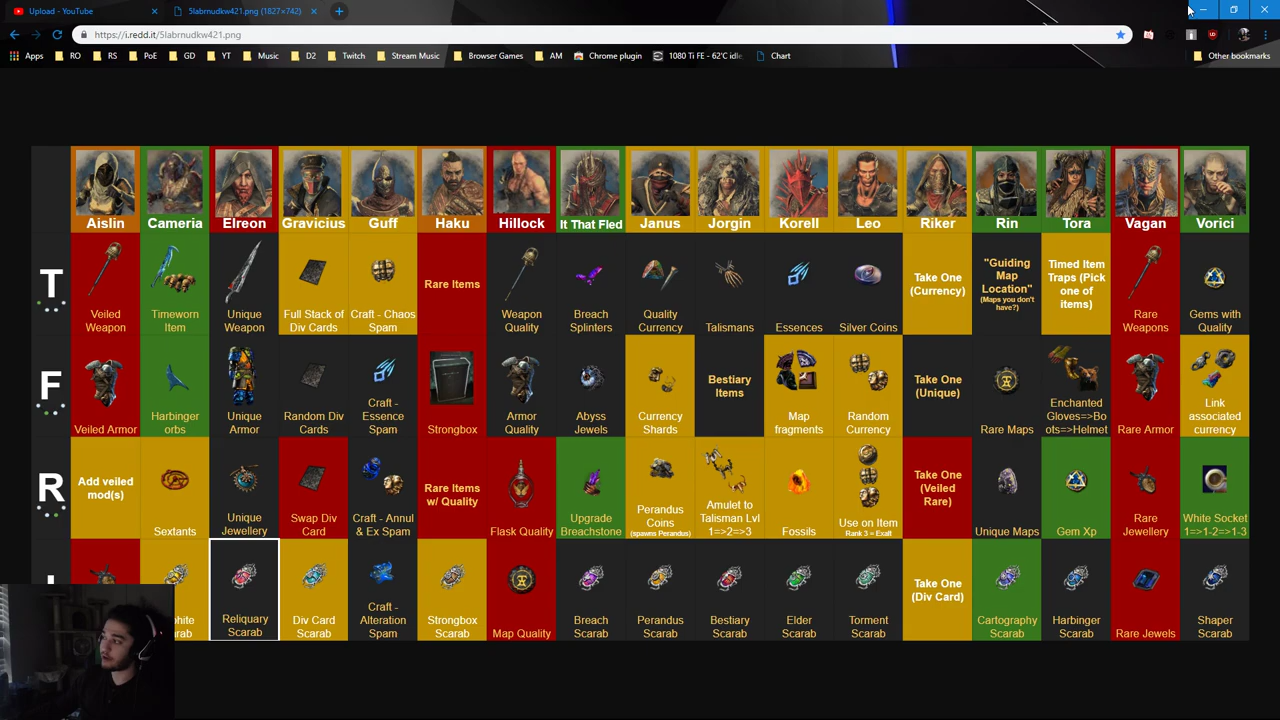 Upload - YouTube
5labrnudkw421.png (1827×742)
https://i.redd.it/5labrnudkw421.png
Apps RO RS PoE GD YT Music D2 Twitch Stream Music Browser Games AM Chrome plugin 1080 Ti FE - 62°C idle, Chart Other bookmarks
Aislin Cameria Elreon Gravicius Guff Haku Hillock It That Fled Janus Jorgin Korell Leo Riker Rin Tora Vagan Vorici
T
Veiled
Weapon
Timeworn
Item
Unique
Weapon
Full Stack of
Div Cards
Craft - Chaos
Spam
Rare Items
Weapon
Quality
Breach
Splinters
Quality
Currency
Talismans
Essences
Silver Coins
Take One
(Currency)
"Guiding
Map
Location"
(Maps you don't
have?)
Timed Item
Traps (Pick
one of
items)
Rare
Weapons
Gems with
Quality
F
Veiled Armor
Harbinger
orbs
Unique
Armor
Random Div
Cards
Craft -
Essence
Spam
Strongbox
Armor
Quality
Abyss
Jewels
Currency
Shards
Bestiary
Items
Map
fragments
Random
Currency
Take One
(Unique)
Rare Maps
Enchanted
Gloves=>Bo
ots=>Helmet
Rare Armor
Link
associated
currency
R
Add veiled
mod(s)
Sextants
Unique
Jewellery
Swap Div
Card
Craft - Annul
& Ex Spam
Rare Items
w/ Quality
Flask Quality
Upgrade
Breachstone
Perandus
Coins
(spawns Perandus)
Amulet to
Talisman Lvl
1=>2=>3
Fossils
Use on Item
Rank 3 = Exalt
Take One
(Veiled
Rare)
Unique Maps
Gem Xp
Rare
Jewellery
White Socket
1=>1-2=>1-3
Reliquary
Scarab
Div Card
Scarab
Craft -
Alteration
Spam
Strongbox
Scarab
Map Quality
Breach
Scarab
Perandus
Scarab
Bestiary
Scarab
Elder
Scarab
Torment
Scarab
Take One
(Div Card)
Cartography
Scarab
Harbinger
Scarab
Rare Jewels
Shaper
Scarab